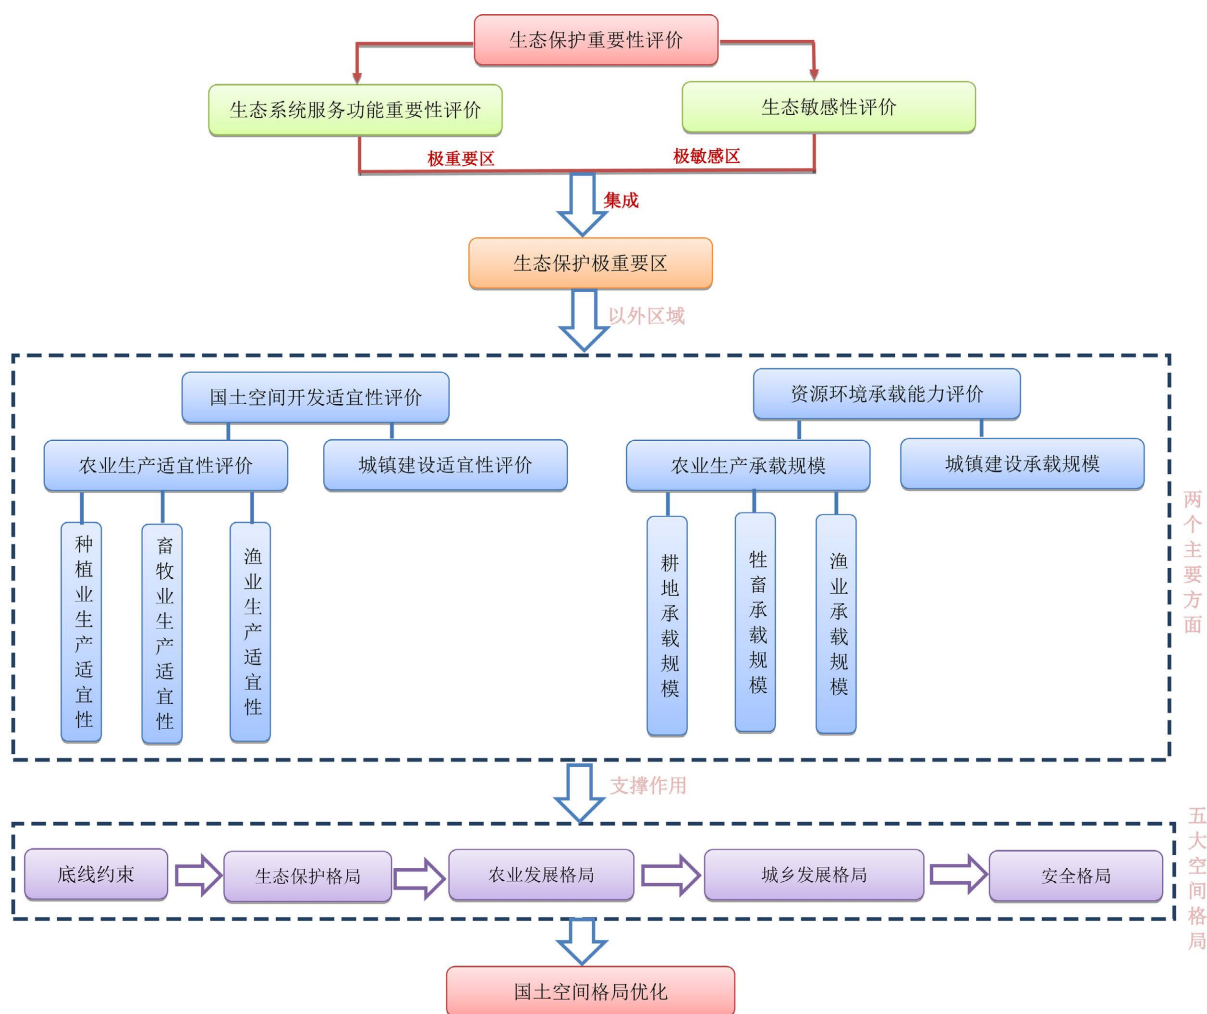 生态保护重要性评价
生态系统服务功能重要性评价
生态敏感性评价
极重要区
极敏感区
集成
生态保护极重要区
以外区域
国土空间开发适宜性评价
资源环境承载能力评价
农业生产适宜性评价
城镇建设适宜性评价
农业生产承载规模
城镇建设承载规模
种植业生产适宜性
畜牧业生产适宜性
渔业生产适宜性
耕地承载规模
牲畜承载规模
渔业承载规模
两个主要方面
支撑作用
底线约束
生态保护格局
农业发展格局
城乡发展格局
安全格局
五大空间格局
国土空间格局优化